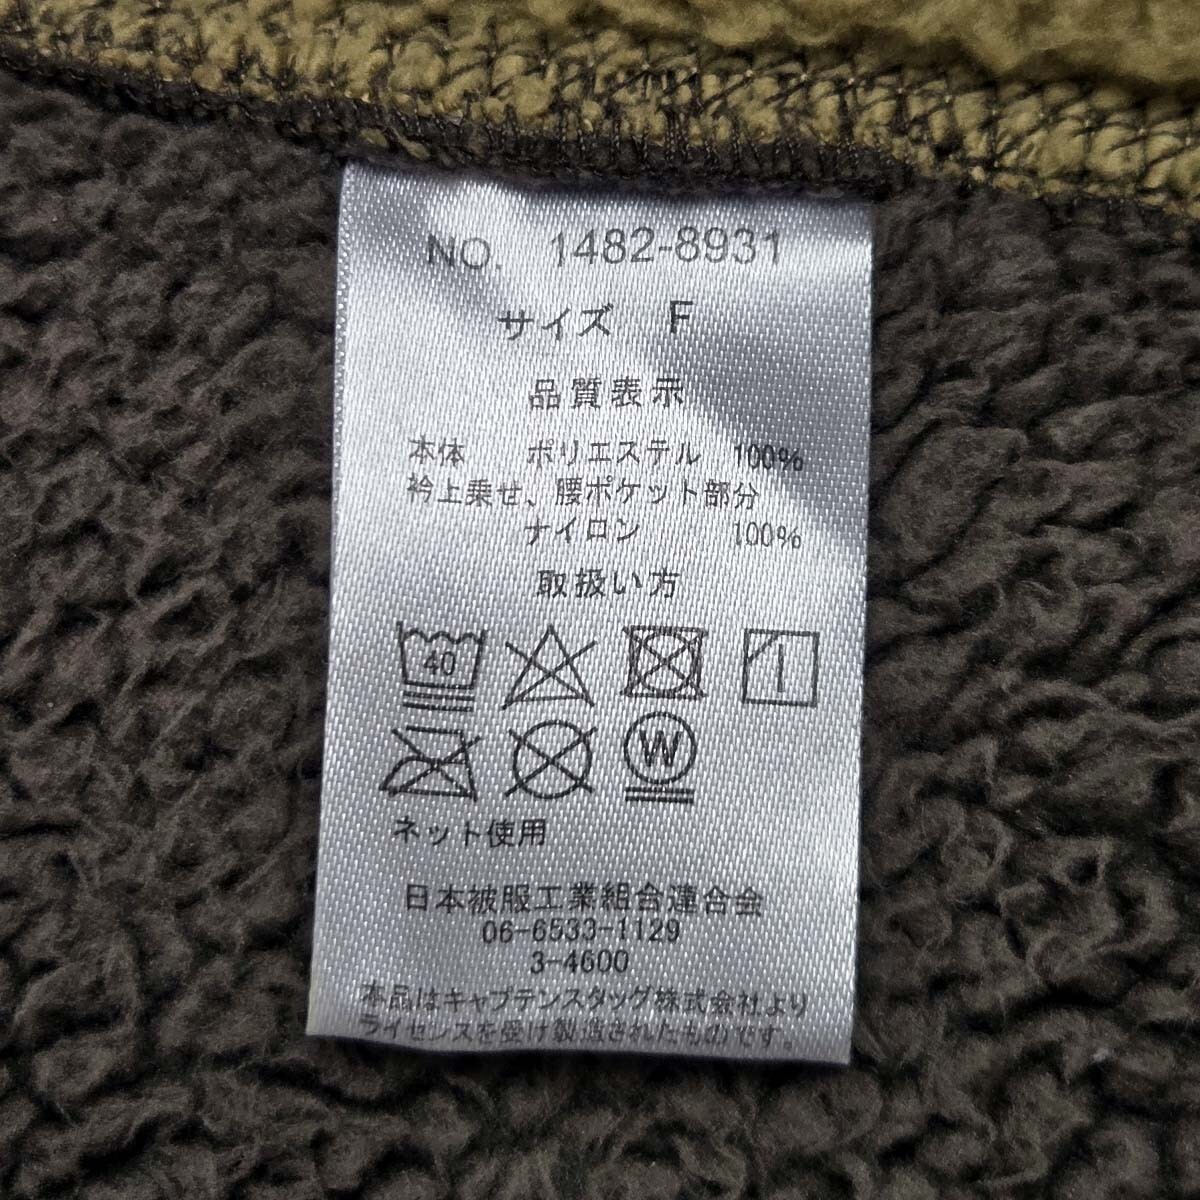 NO. 1482-8931
サイズ F
品質表示
本体 ポリエステル 100%
衿上乗せ、腰ポケット部分
ナイロン 100%
取扱い方
40
W
ネット使用
日本被服工業組合連合会
06-6533-1129
3-4600
本品はキャプテンスタッグ株式会社より
ライセンスを受け製造されたものです。